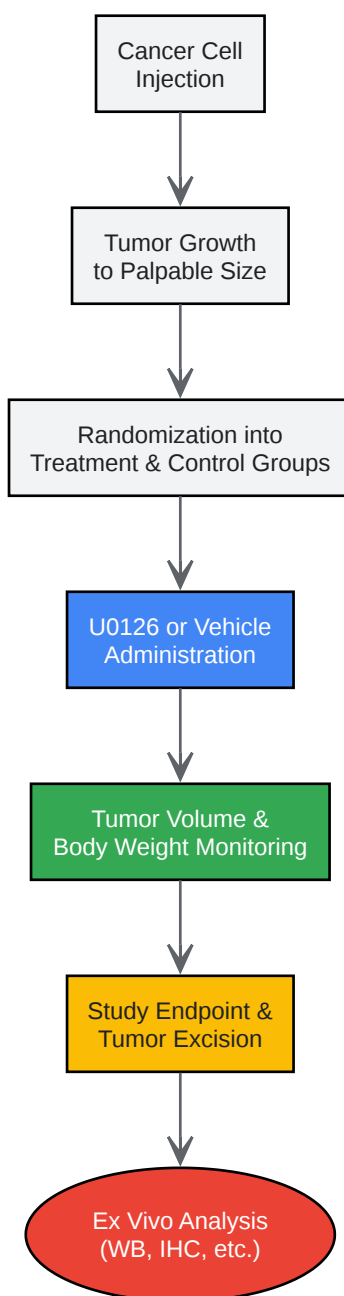 Cancer Cell
Injection
Tumor Growth
to Palpable Size
Randomization into
Treatment & Control Groups
U0126 or Vehicle
Administration
Tumor Volume &
Body Weight Monitoring
Study Endpoint &
Tumor Excision
Ex Vivo Analysis
(WB, IHC, etc.)